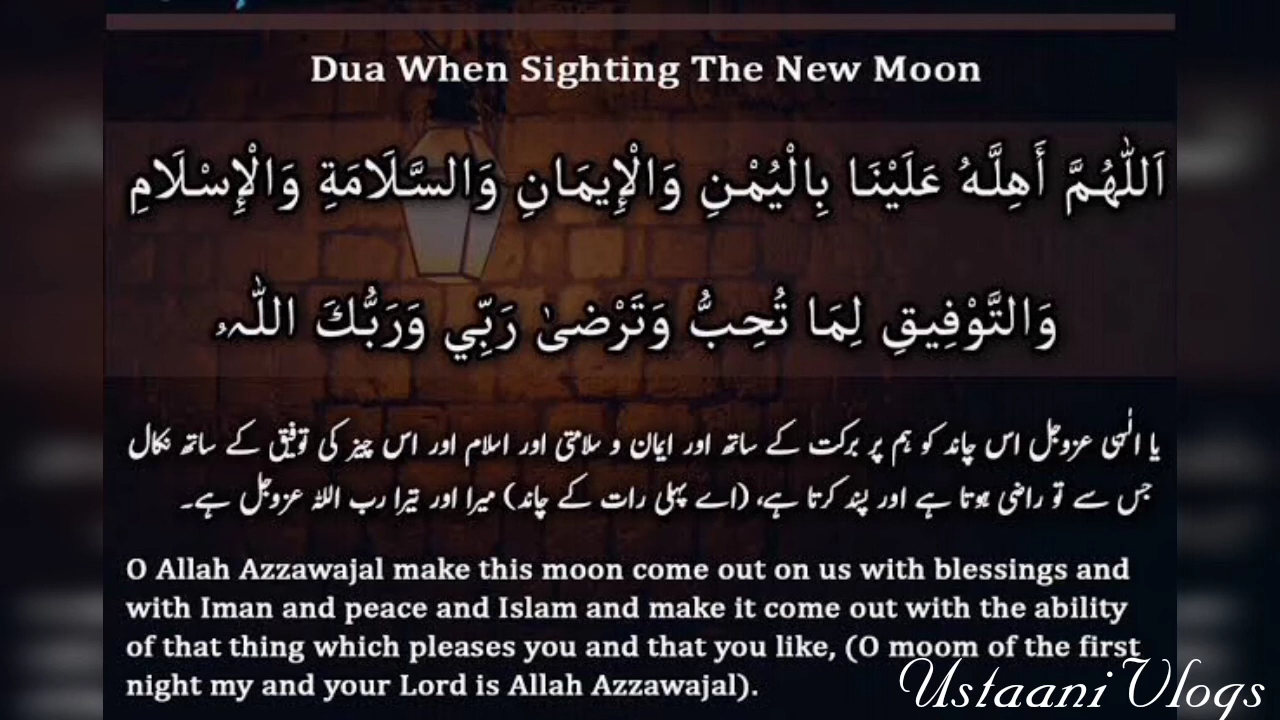 Dua When Sighting The New Moon
اَللّٰهُمَّ أَهِلَّهُ عَلَيْنَا بِالْيُمْنِ وَالْإِيمَانِ وَالسَّلَامَةِ وَالْإِسْلَامِ
وَالتَّوْفِيقِ لِمَا تُحِبُّ وَتَرْضىٰ رَبِّي وَرَبُّكَ اللّٰہُ
یا الٰہی عزوجل اس چاند کو ہم پر برکت کے ساتھ اور ایمان و سلامتی اور اسلام اور اس چیز کی توفیق کے ساتھ نکال
جس سے تو راضی ہوتا ہے اور پسند کرتا ہے، (اے پہلی رات کے چاند) میرا اور تیرا رب اللہ عزوجل ہے۔
O Allah Azzawajal make this moon come out on us with blessings and
with Iman and peace and Islam and make it come out with the ability
of that thing which pleases you and that you like, (O moom of the first
night my and your Lord is Allah Azzawajal).
Ustaani Vlogs